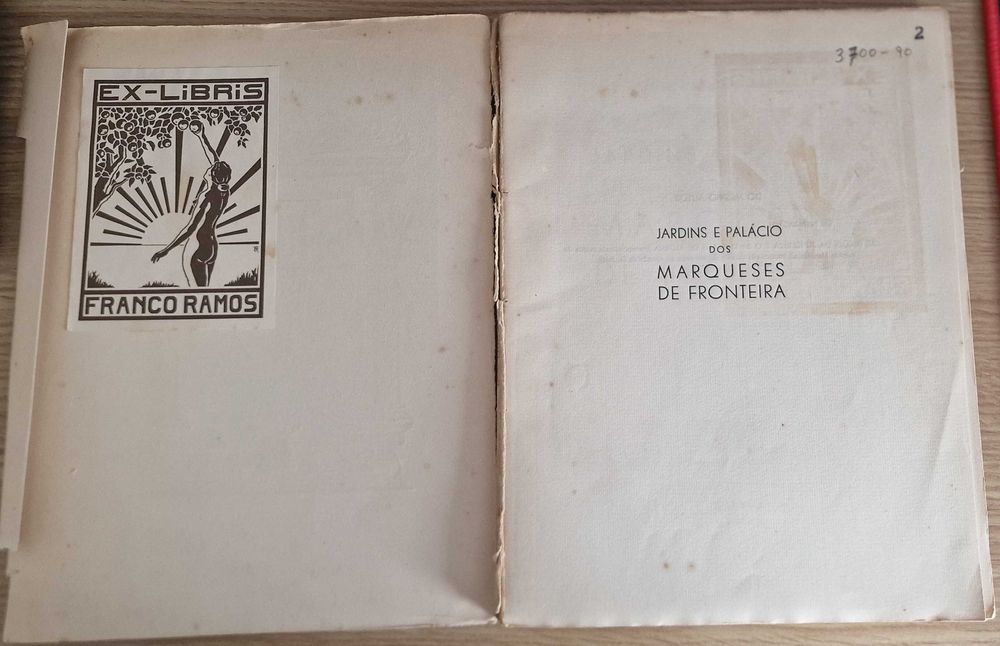 EX-LiBRiS
FRANCO RAMOS
2
3700-90
JARDINS E PALÁCIO
DOS
MARQUESES
DE FRONTEIRA